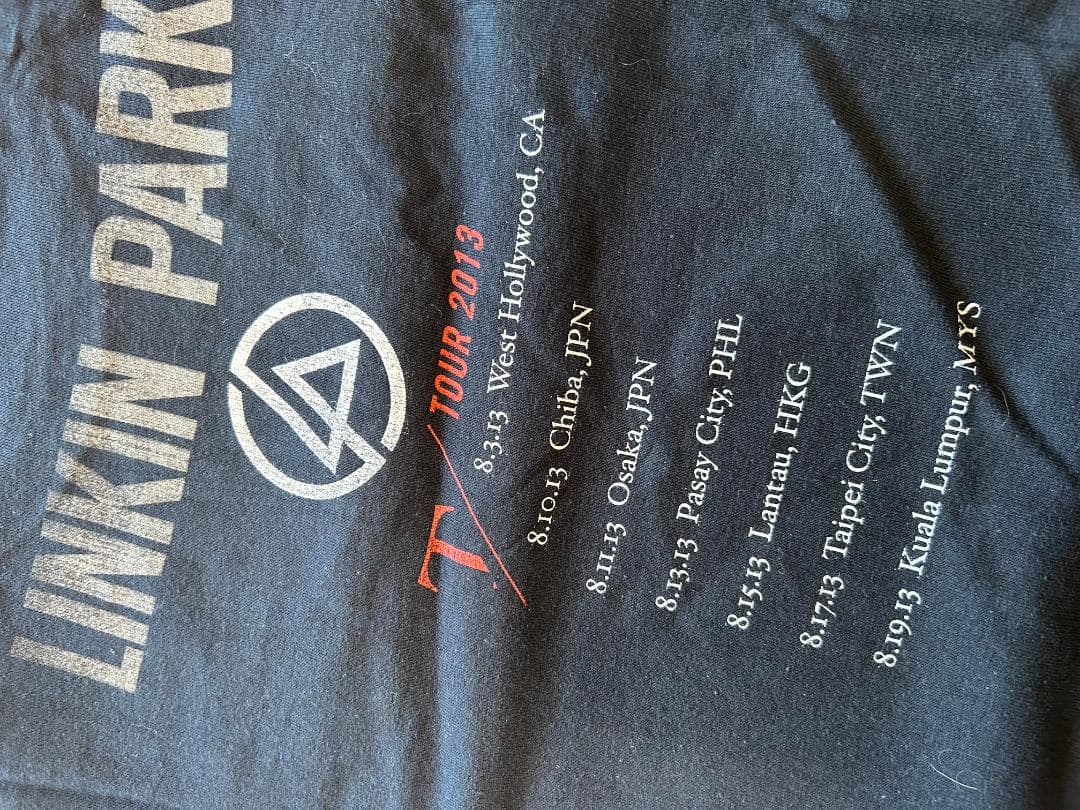 LINKIN PARK
T/ TOUR 2013
8.3.13 West Hollywood, CA
8.10.13 Chiba, JPN
8.11.13 Osaka, JPN
8.13.13 Pasay City, PHL
8.15.13 Lantau, HKG
8.17.13 Taipei City, TWN
8.19.13 Kuala Lumpur, MYS